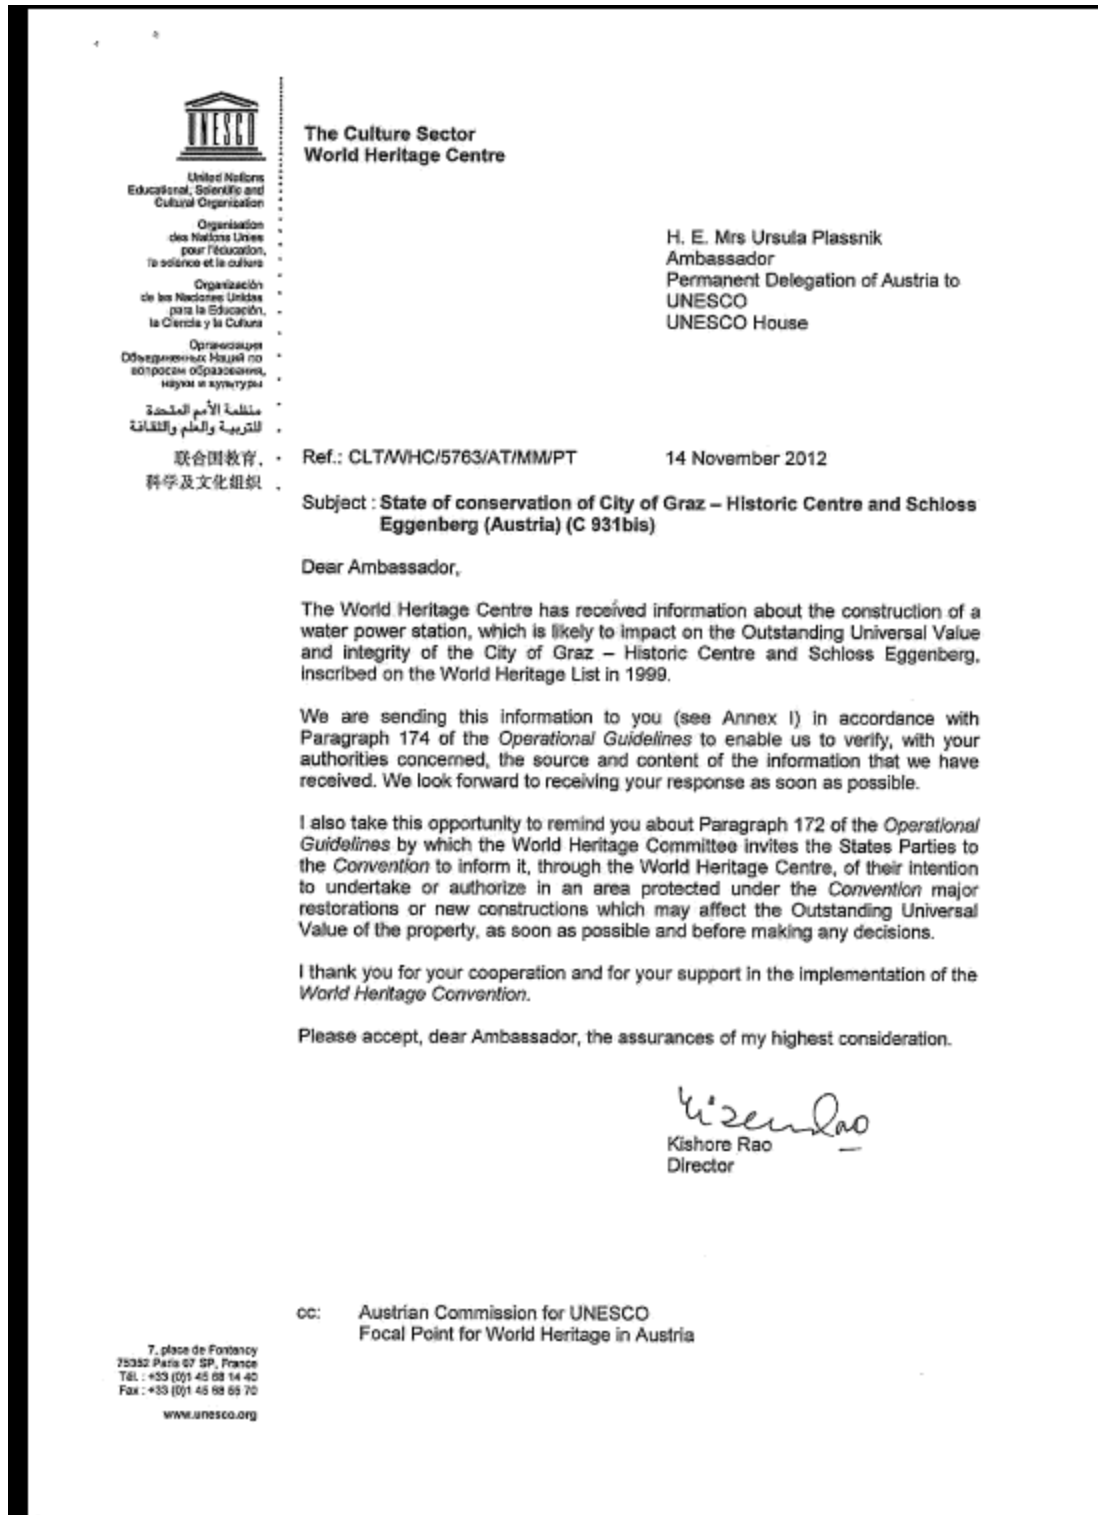 UNESCO
United Nations
Educational, Scientific and
Cultural Organization
Organisation
des Nations Unies
pour l'éducation,
la science et la culture
Organización
de las Naciones Unidas
para la Educación,
la Ciencia y la Cultura
Организация
Объединенных Наций по
вопросам образования,
науки и культуры
منظمة الأمم المتحدة
للتربية والعلم والثقافة
联合国教育,
科学及文化组织
The Culture Sector
World Heritage Centre
H. E. Mrs Ursula Plassnik
Ambassador
Permanent Delegation of Austria to
UNESCO
UNESCO House
Ref.: CLT/WHC/5763/AT/MM/PT 14 November 2012
Subject : State of conservation of City of Graz – Historic Centre and Schloss
Eggenberg (Austria) (C 931bis)
Dear Ambassador,
The World Heritage Centre has received information about the construction of a
water power station, which is likely to impact on the Outstanding Universal Value
and integrity of the City of Graz – Historic Centre and Schloss Eggenberg,
inscribed on the World Heritage List in 1999.
We are sending this information to you (see Annex I) in accordance with
Paragraph 174 of the Operational Guidelines to enable us to verify, with your
authorities concerned, the source and content of the information that we have
received. We look forward to receiving your response as soon as possible.
I also take this opportunity to remind you about Paragraph 172 of the Operational
Guidelines by which the World Heritage Committee invites the States Parties to
the Convention to inform it, through the World Heritage Centre, of their intention
to undertake or authorize in an area protected under the Convention major
restorations or new constructions which may affect the Outstanding Universal
Value of the property, as soon as possible and before making any decisions.
I thank you for your cooperation and for your support in the implementation of the
World Heritage Convention.
Please accept, dear Ambassador, the assurances of my highest consideration.
Kishore Rao
Director
cc: Austrian Commission for UNESCO
Focal Point for World Heritage in Austria
7, place de Fontenoy
75352 Paris 07 SP, France
Tél. : +33 (0)1 45 68 14 40
Fax : +33 (0)1 45 68 55 70
www.unesco.org